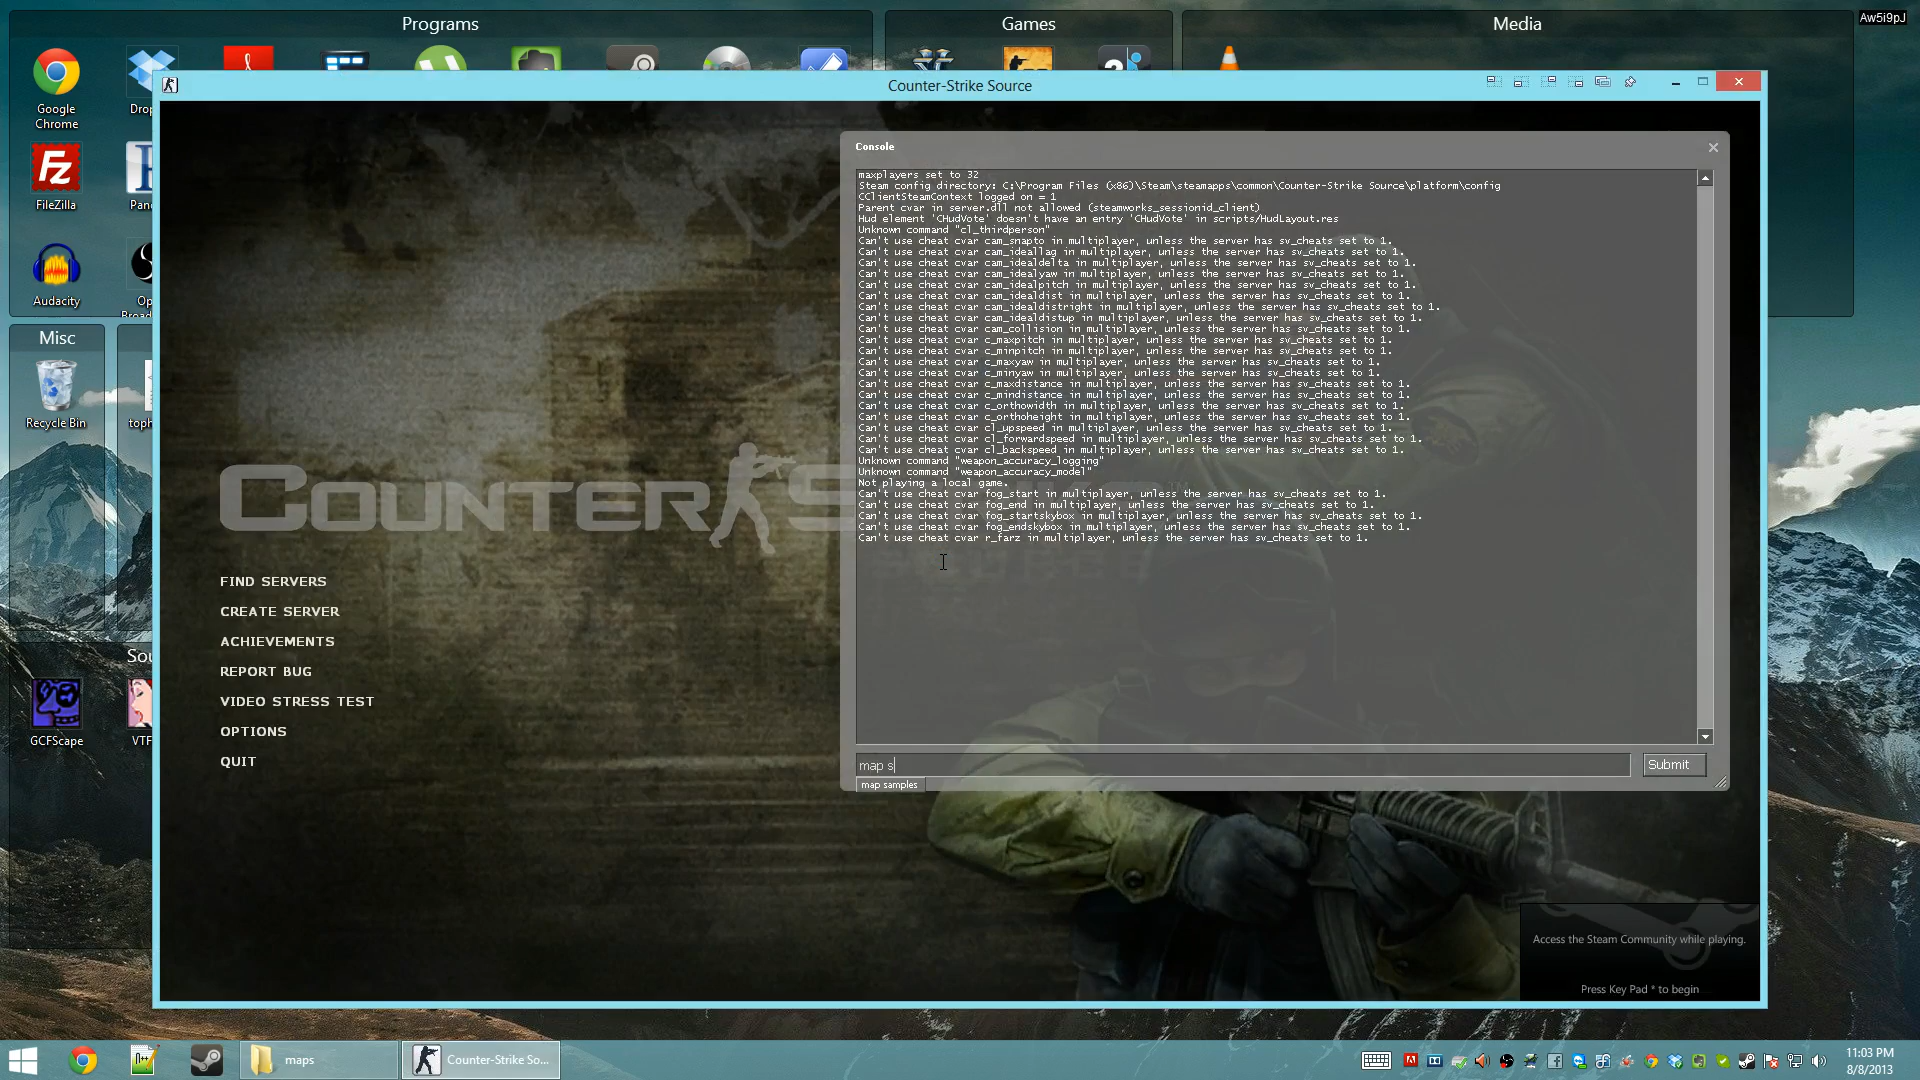 Programs
Games
Media
Aw5i9pJ
Google
Chrome
Counter-Strike Source
FileZilla
Audacity
Misc
Recycle Bin
GCFScape
Console
maxplayers set to 32
Steam config directory: C:\Program Files (x86)\Steam\steamapps\common\Counter-Strike Source\platform\config
CClientSteamContext logged on = 1
Parent cvar in server.dll not allowed (steamworks_sessionid_client)
Hud element 'CHudVote' doesn't have an entry 'CHudVote' in scripts/HudLayout.res
Unknown command "cl_thirdperson"
Can't use cheat cvar cam_snapto in multiplayer, unless the server has sv_cheats set to 1.
Can't use cheat cvar cam_ideallag in multiplayer, unless the server has sv_cheats set to 1.
Can't use cheat cvar cam_idealdelta in multiplayer, unless the server has sv_cheats set to 1.
Can't use cheat cvar cam_idealyaw in multiplayer, unless the server has sv_cheats set to 1.
Can't use cheat cvar cam_idealpitch in multiplayer, unless the server has sv_cheats set to 1.
Can't use cheat cvar cam_idealdist in multiplayer, unless the server has sv_cheats set to 1.
Can't use cheat cvar cam_idealdistright in multiplayer, unless the server has sv_cheats set to 1.
Can't use cheat cvar cam_idealdistup in multiplayer, unless the server has sv_cheats set to 1.
Can't use cheat cvar cam_collision in multiplayer, unless the server has sv_cheats set to 1.
Can't use cheat cvar c_maxpitch in multiplayer, unless the server has sv_cheats set to 1.
Can't use cheat cvar c_minpitch in multiplayer, unless the server has sv_cheats set to 1.
Can't use cheat cvar c_maxyaw in multiplayer, unless the server has sv_cheats set to 1.
Can't use cheat cvar c_minyaw in multiplayer, unless the server has sv_cheats set to 1.
Can't use cheat cvar c_maxdistance in multiplayer, unless the server has sv_cheats set to 1.
Can't use cheat cvar c_mindistance in multiplayer, unless the server has sv_cheats set to 1.
Can't use cheat cvar c_orthowidth in multiplayer, unless the server has sv_cheats set to 1.
Can't use cheat cvar c_orthoheight in multiplayer, unless the server has sv_cheats set to 1.
Can't use cheat cvar cl_upspeed in multiplayer, unless the server has sv_cheats set to 1.
Can't use cheat cvar cl_forwardspeed in multiplayer, unless the server has sv_cheats set to 1.
Can't use cheat cvar cl_backspeed in multiplayer, unless the server has sv_cheats set to 1.
Unknown command "weapon_accuracy_logging"
Unknown command "weapon_accuracy_model"
Not playing a local game.
Can't use cheat cvar fog_start in multiplayer, unless the server has sv_cheats set to 1.
Can't use cheat cvar fog_end in multiplayer, unless the server has sv_cheats set to 1.
Can't use cheat cvar fog_startskybox in multiplayer, unless the server has sv_cheats set to 1.
Can't use cheat cvar fog_endskybox in multiplayer, unless the server has sv_cheats set to 1.
Can't use cheat cvar r_farz in multiplayer, unless the server has sv_cheats set to 1.
map s
Submit
map samples
COUNTER S
FIND SERVERS
CREATE SERVER
ACHIEVEMENTS
REPORT BUG
VIDEO STRESS TEST
OPTIONS
QUIT
Access the Steam Community while playing.
Press Key Pad * to begin
maps
Counter-Strike So...
11:03 PM
8/8/2013